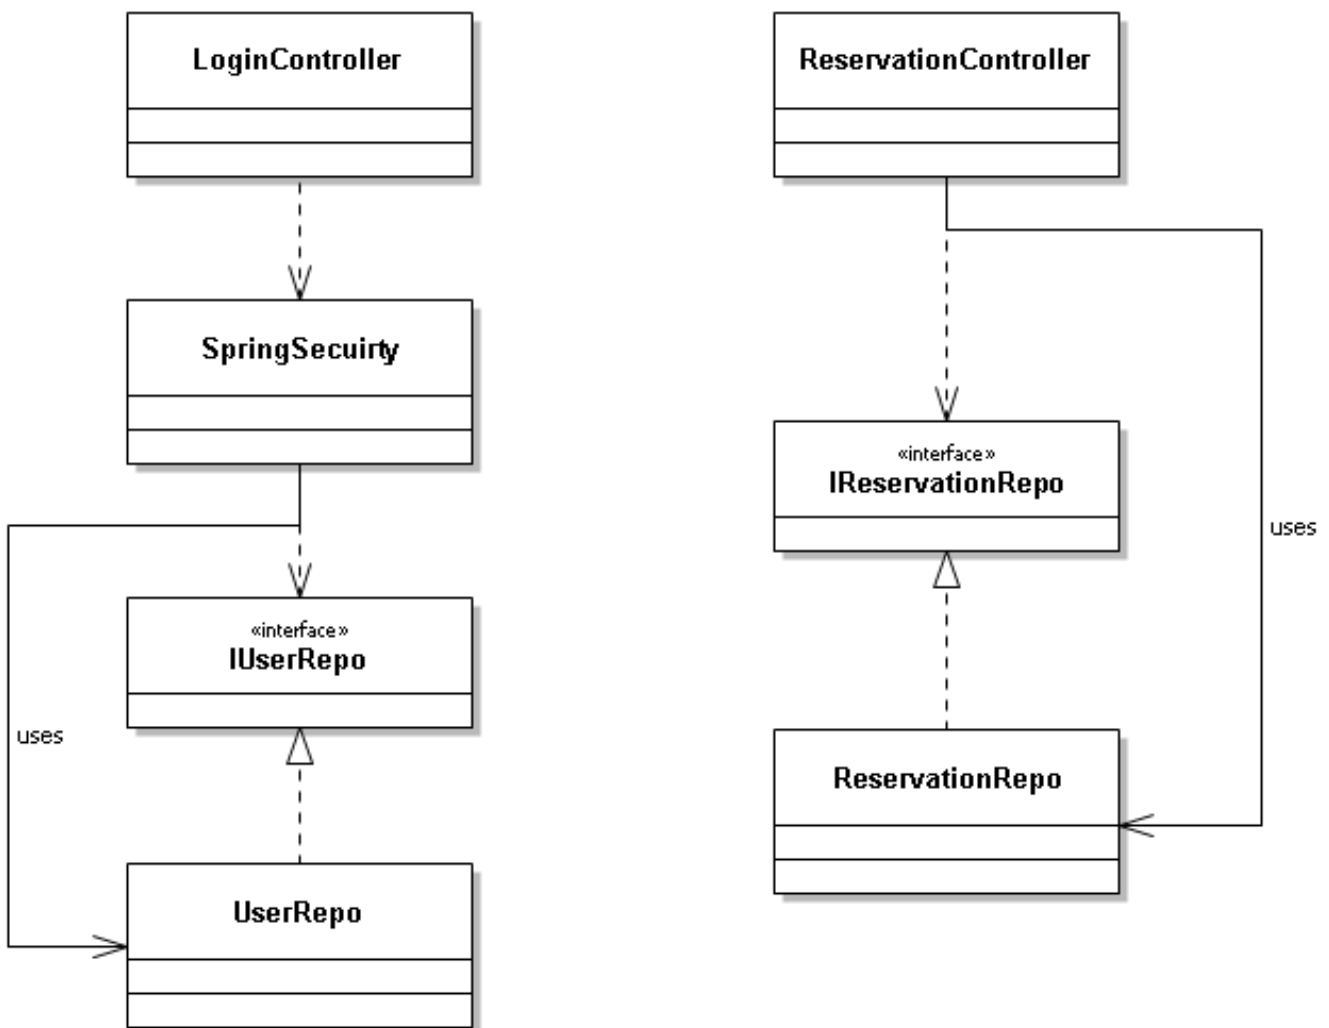 LoginController
ReservationController
SpringSecuirty
«interface»
IReservationRepo
uses
«interface»
IUserRepo
uses
ReservationRepo
UserRepo